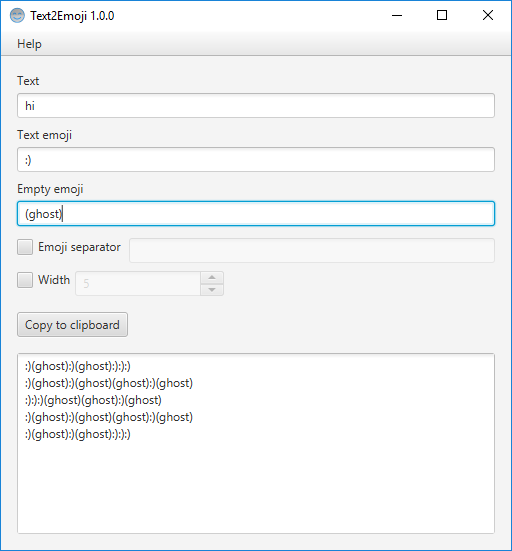 Text2Emoji 1.0.0
Help
Text
hi
Text emoji
:)
Empty emoji
(ghost)
Emoji separator
Width 5
Copy to clipboard
:)(ghost):)(ghost):):):)
:)(ghost):)(ghost)(ghost):)(ghost)
:):):)(ghost)(ghost):)(ghost)
:)(ghost):)(ghost)(ghost):)(ghost)
:)(ghost):)(ghost):):):)